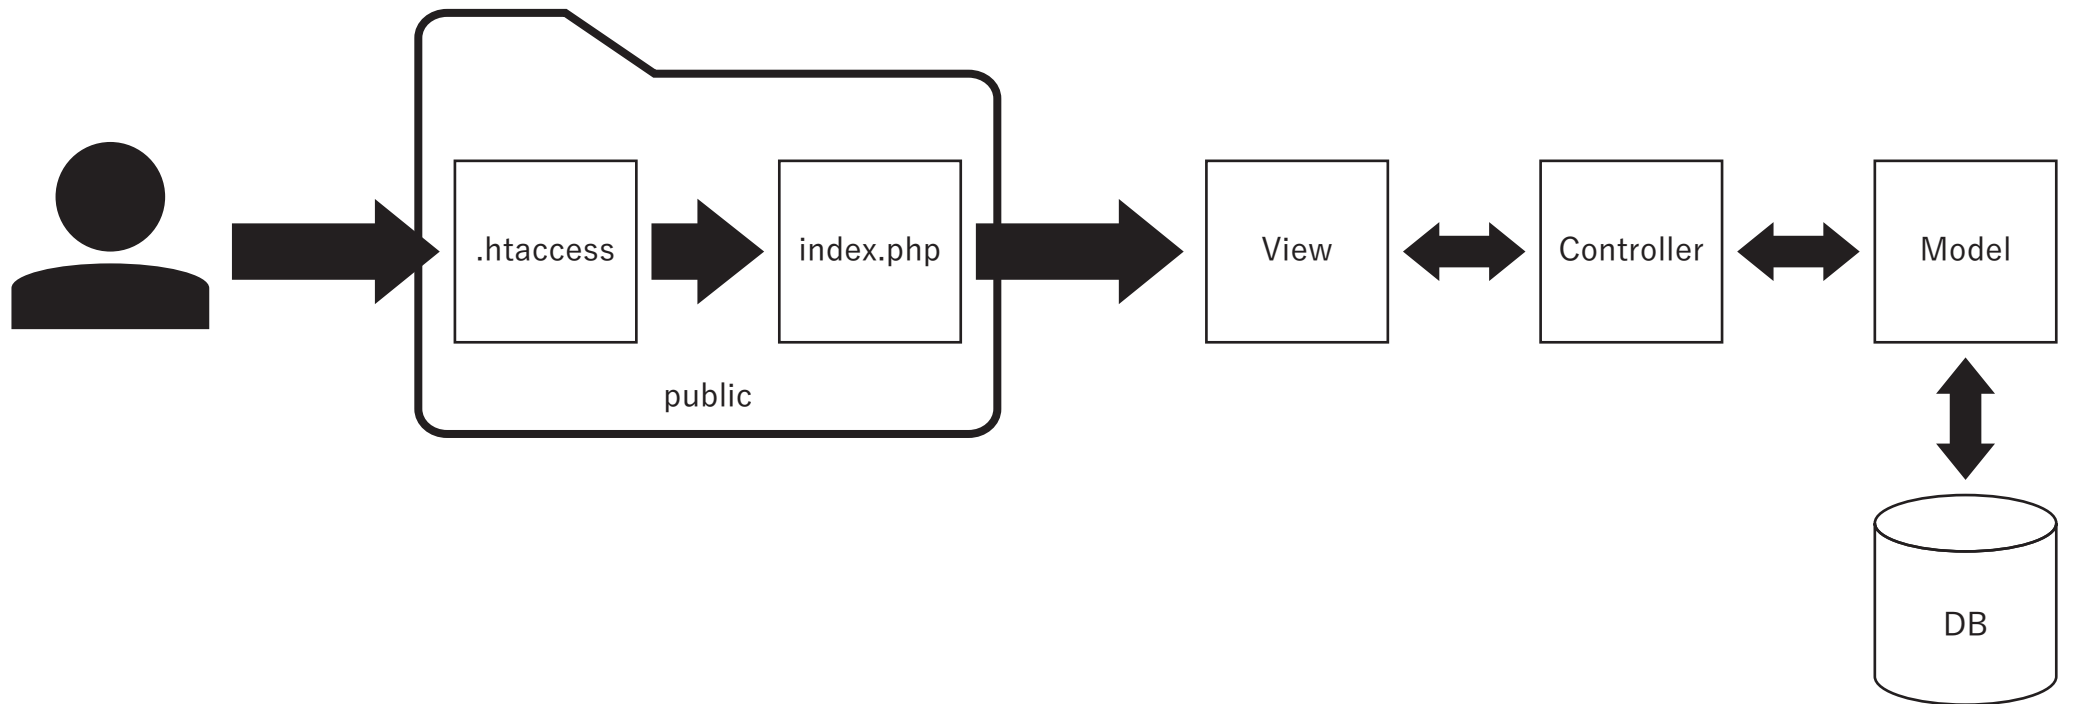 .htaccess
index.php
public
View
Controller
Model
DB